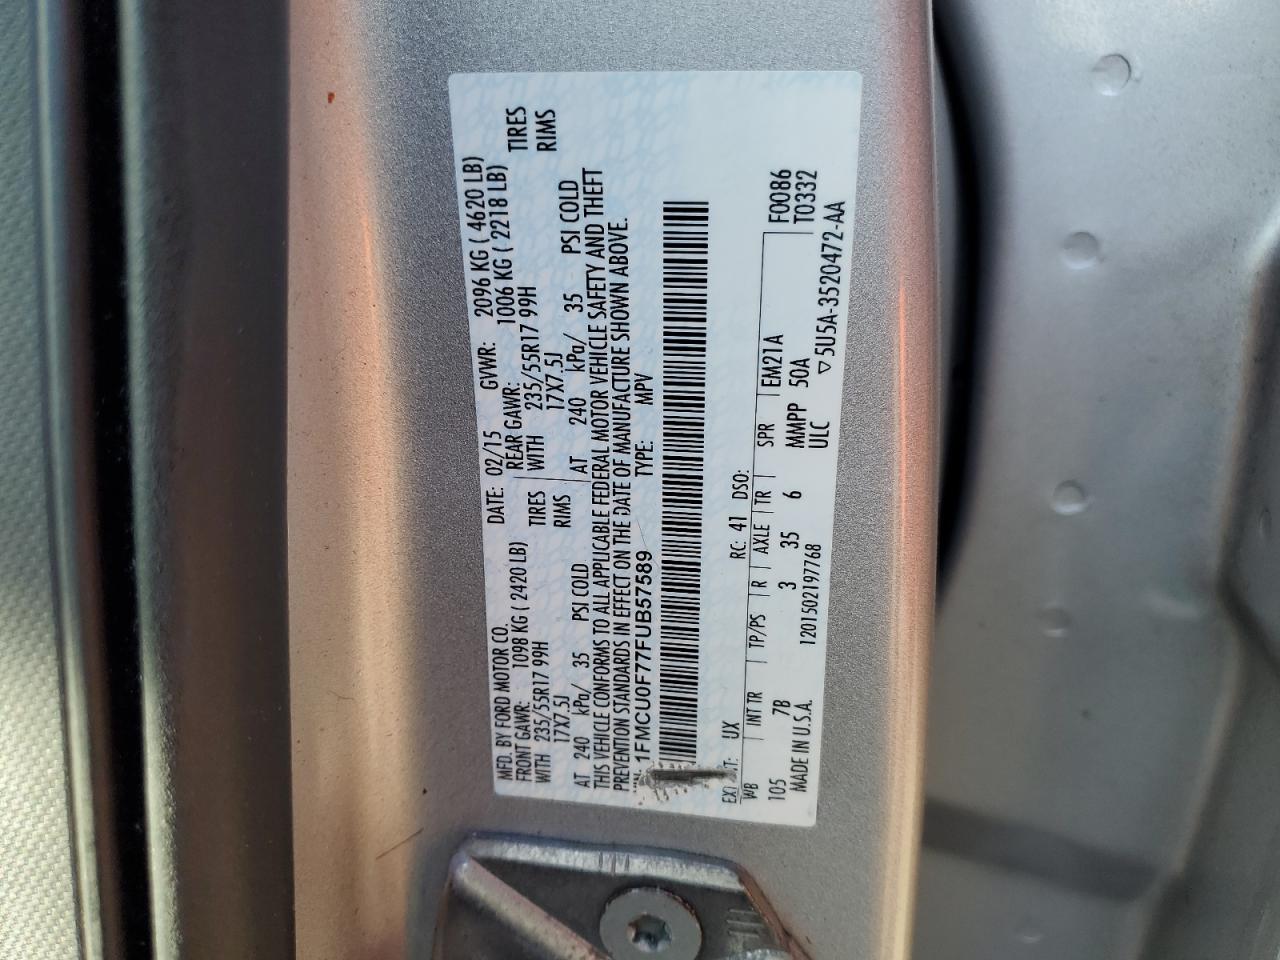 MFD. BY FORD MOTOR CO.
DATE: 02/15 GVWR: 2096 KG ( 4620 LB)
FRONT GAWR: 1098 KG ( 2420 LB) REAR GAWR: 1006 KG ( 2218 LB)
WITH 235/55R17 99H TIRES WITH 235/55R17 99H TIRES
17X7.5J RIMS 17X7.5J RIMS
AT 240 kPa/ 35 PSI COLD AT 240 kPa/ 35 PSI COLD
THIS VEHICLE CONFORMS TO ALL APPLICABLE FEDERAL MOTOR VEHICLE SAFETY AND THEFT
PREVENTION STANDARDS IN EFFECT ON THE DATE OF MANUFACTURE SHOWN ABOVE.
1FMCU0F77FUB57589 TYPE: MPV
UX RC: 41 DSO:
WB INT TR TP/PS R AXLE TR SPR EM21A F0086
105 7B 3 35 6 MMPP 50A T0332
MADE IN U.S.A. 1201502197768 ULC ▽5U5A-3520472-AA